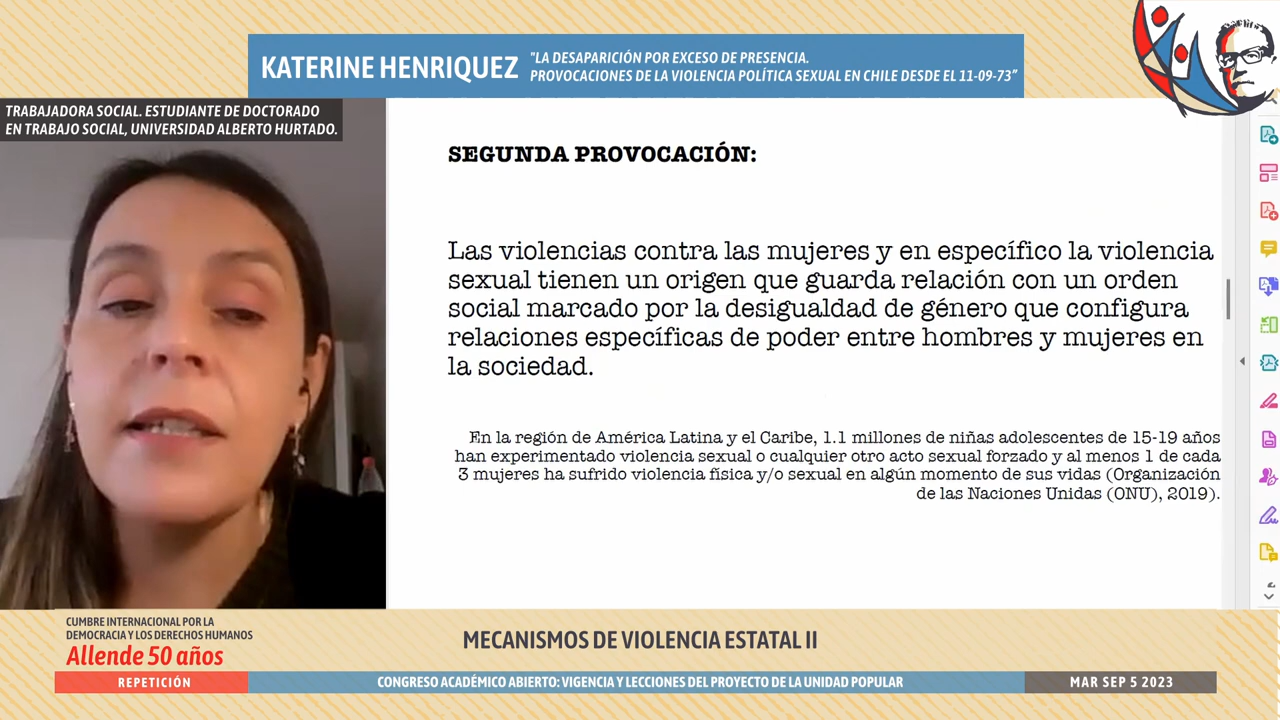 KATERINE HENRIQUEZ
"LA DESAPARICIÓN POR EXCESO DE PRESENCIA.
PROVOCACIONES DE LA VIOLENCIA POLÍTICA SEXUAL EN CHILE DESDE EL 11-09-73"
TRABAJADORA SOCIAL. ESTUDIANTE DE DOCTORADO
EN TRABAJO SOCIAL, UNIVERSIDAD ALBERTO HURTADO.
SEGUNDA PROVOCACIÓN:
Las violencias contra las mujeres y en específico la violencia
sexual tienen un origen que guarda relación con un orden
social marcado por la desigualdad de género que configura
relaciones específicas de poder entre hombres y mujeres en
la sociedad.
En la región de América Latina y el Caribe, 1.1 millones de niñas adolescentes de 15-19 años
han experimentado violencia sexual o cualquier otro acto sexual forzado y al menos 1 de cada
3 mujeres ha sufrido violencia física y/o sexual en algún momento de sus vidas (Organización
de las Naciones Unidas (ONU), 2019).
CUMBRE INTERNACIONAL POR LA
DEMOCRACIA Y LOS DERECHOS HUMANOS
Allende 50 años
MECANISMOS DE VIOLENCIA ESTATAL II
REPETICIÓN
CONGRESO ACADÉMICO ABIERTO: VIGENCIA Y LECCIONES DEL PROYECTO DE LA UNIDAD POPULAR
MAR SEP 5 2023